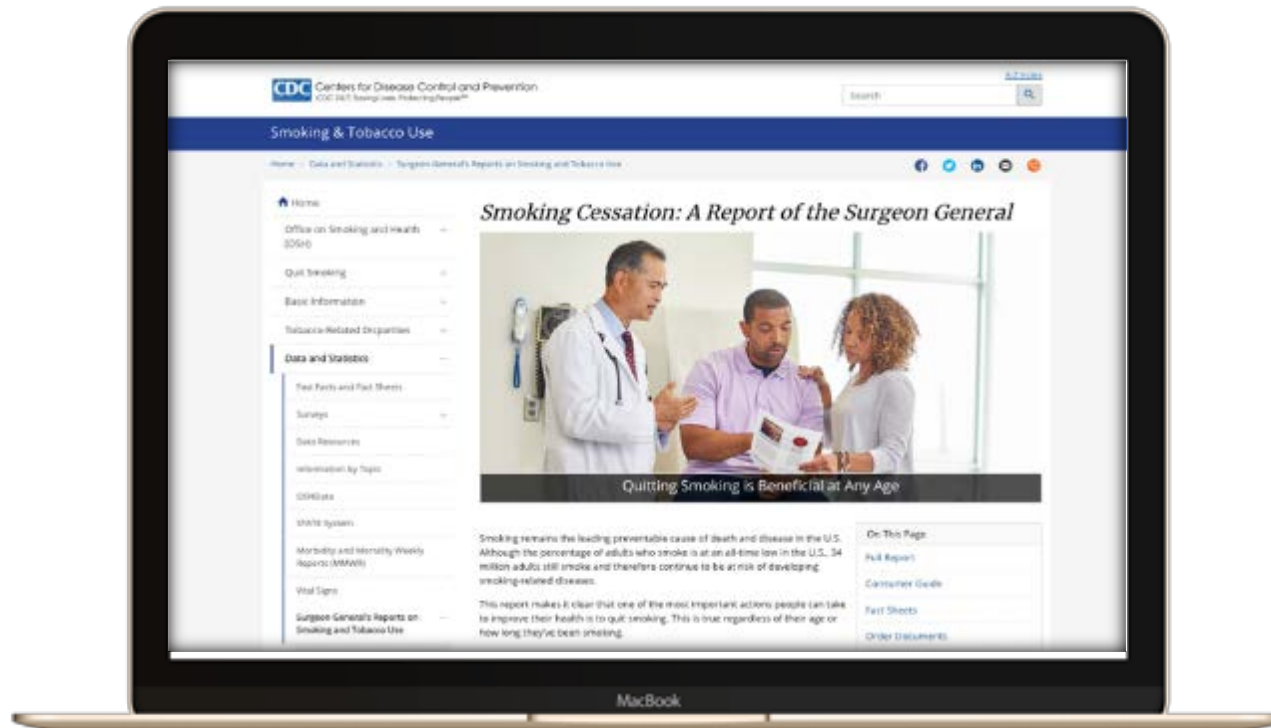 A-Z Index
CDC Centers for Disease Control and Prevention
CDC 24/7: Saving Lives, Protecting People™
Search
Smoking & Tobacco Use
Home Data and Statistics Surgeon General's Reports on Smoking and Tobacco Use
Home
Office on Smoking and Health
(OSH)
Quit Smoking
Basic Information
Tobacco-Related Disparities
Data and Statistics
Fast Facts and Fact Sheets
Surveys
Data Resources
Information by Topic
OSHData
STATE System
Morbidity and Mortality Weekly
Reports (MMWR)
Vital Signs
Surgeon General's Reports on
Smoking and Tobacco Use
Smoking Cessation: A Report of the Surgeon General
Quitting Smoking is Beneficial at Any Age
Smoking remains the leading preventable cause of death and disease in the U.S.
Although the percentage of adults who smoke is at an all-time low in the U.S., 34
million adults still smoke and therefore continue to be at risk of developing
smoking-related diseases.
This report makes it clear that one of the most important actions people can take
to improve their health is to quit smoking. This is true regardless of their age or
how long they've been smoking.
On This Page
Full Report
Consumer Guide
Fact Sheets
Order Documents
MacBook